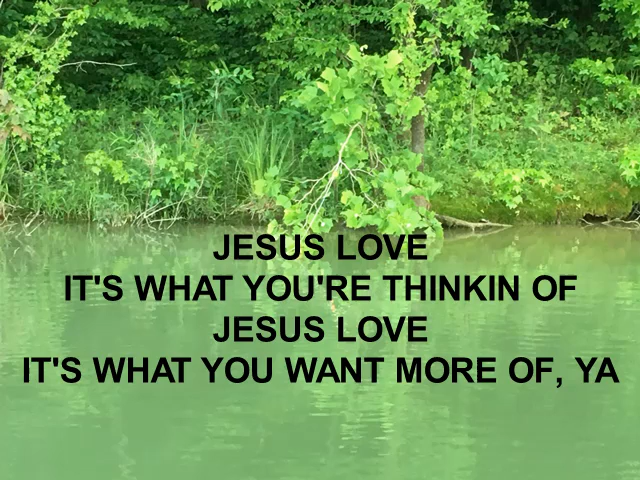 JESUS LOVE
IT'S WHAT YOU'RE THINKIN OF
JESUS LOVE
IT'S WHAT YOU WANT MORE OF, YA